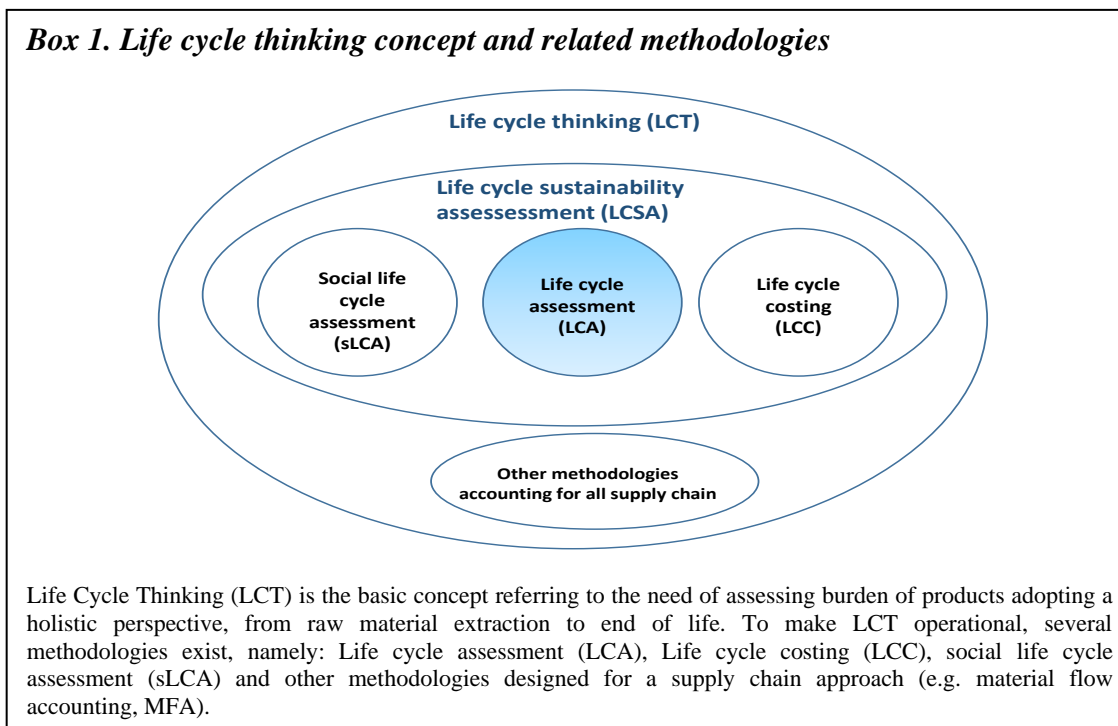 Box 1. Life cycle thinking concept and related methodologies
Life cycle thinking (LCT)
Life cycle sustainability
assessessment (LCSA)
Social life
cycle
assessment
(sLCA)
Life cycle
assessment
(LCA)
Life cycle
costing
(LCC)
Other methodologies
accounting for all supply chain
Life Cycle Thinking (LCT) is the basic concept referring to the need of assessing burden of products adopting a
holistic perspective, from raw material extraction to end of life. To make LCT operational, several
methodologies exist, namely: Life cycle assessment (LCA), Life cycle costing (LCC), social life cycle
assessment (sLCA) and other methodologies designed for a supply chain approach (e.g. material flow
accounting, MFA).